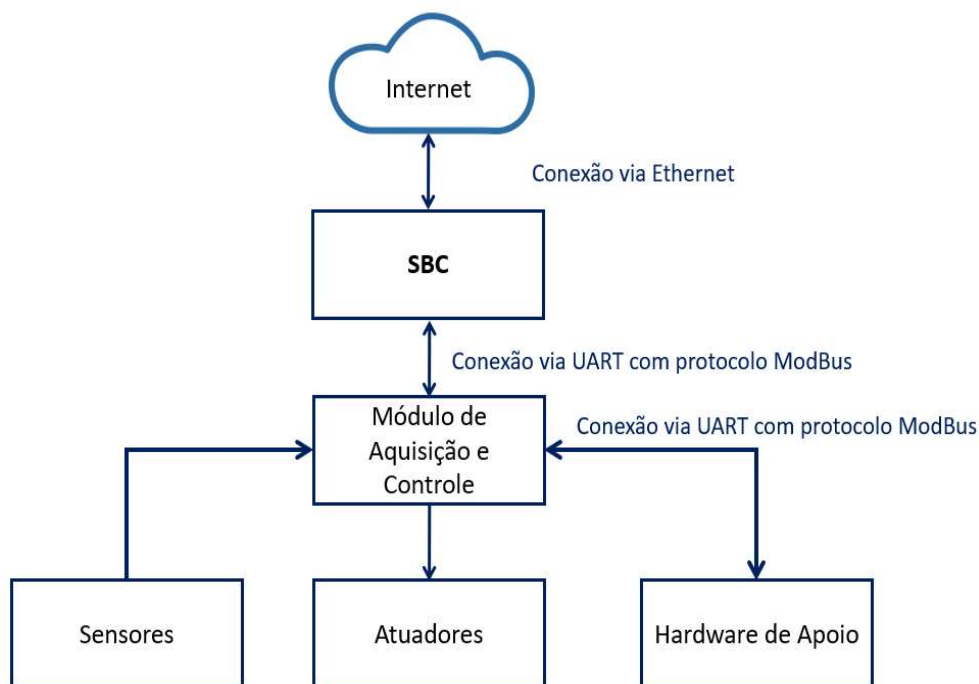 Internet
Conexão via Ethernet
SBC
Conexão via UART com protocolo ModBus
Módulo de
Aquisição e
Controle
Conexão via UART com protocolo ModBus
Sensores
Atuadores
Hardware de Apoio